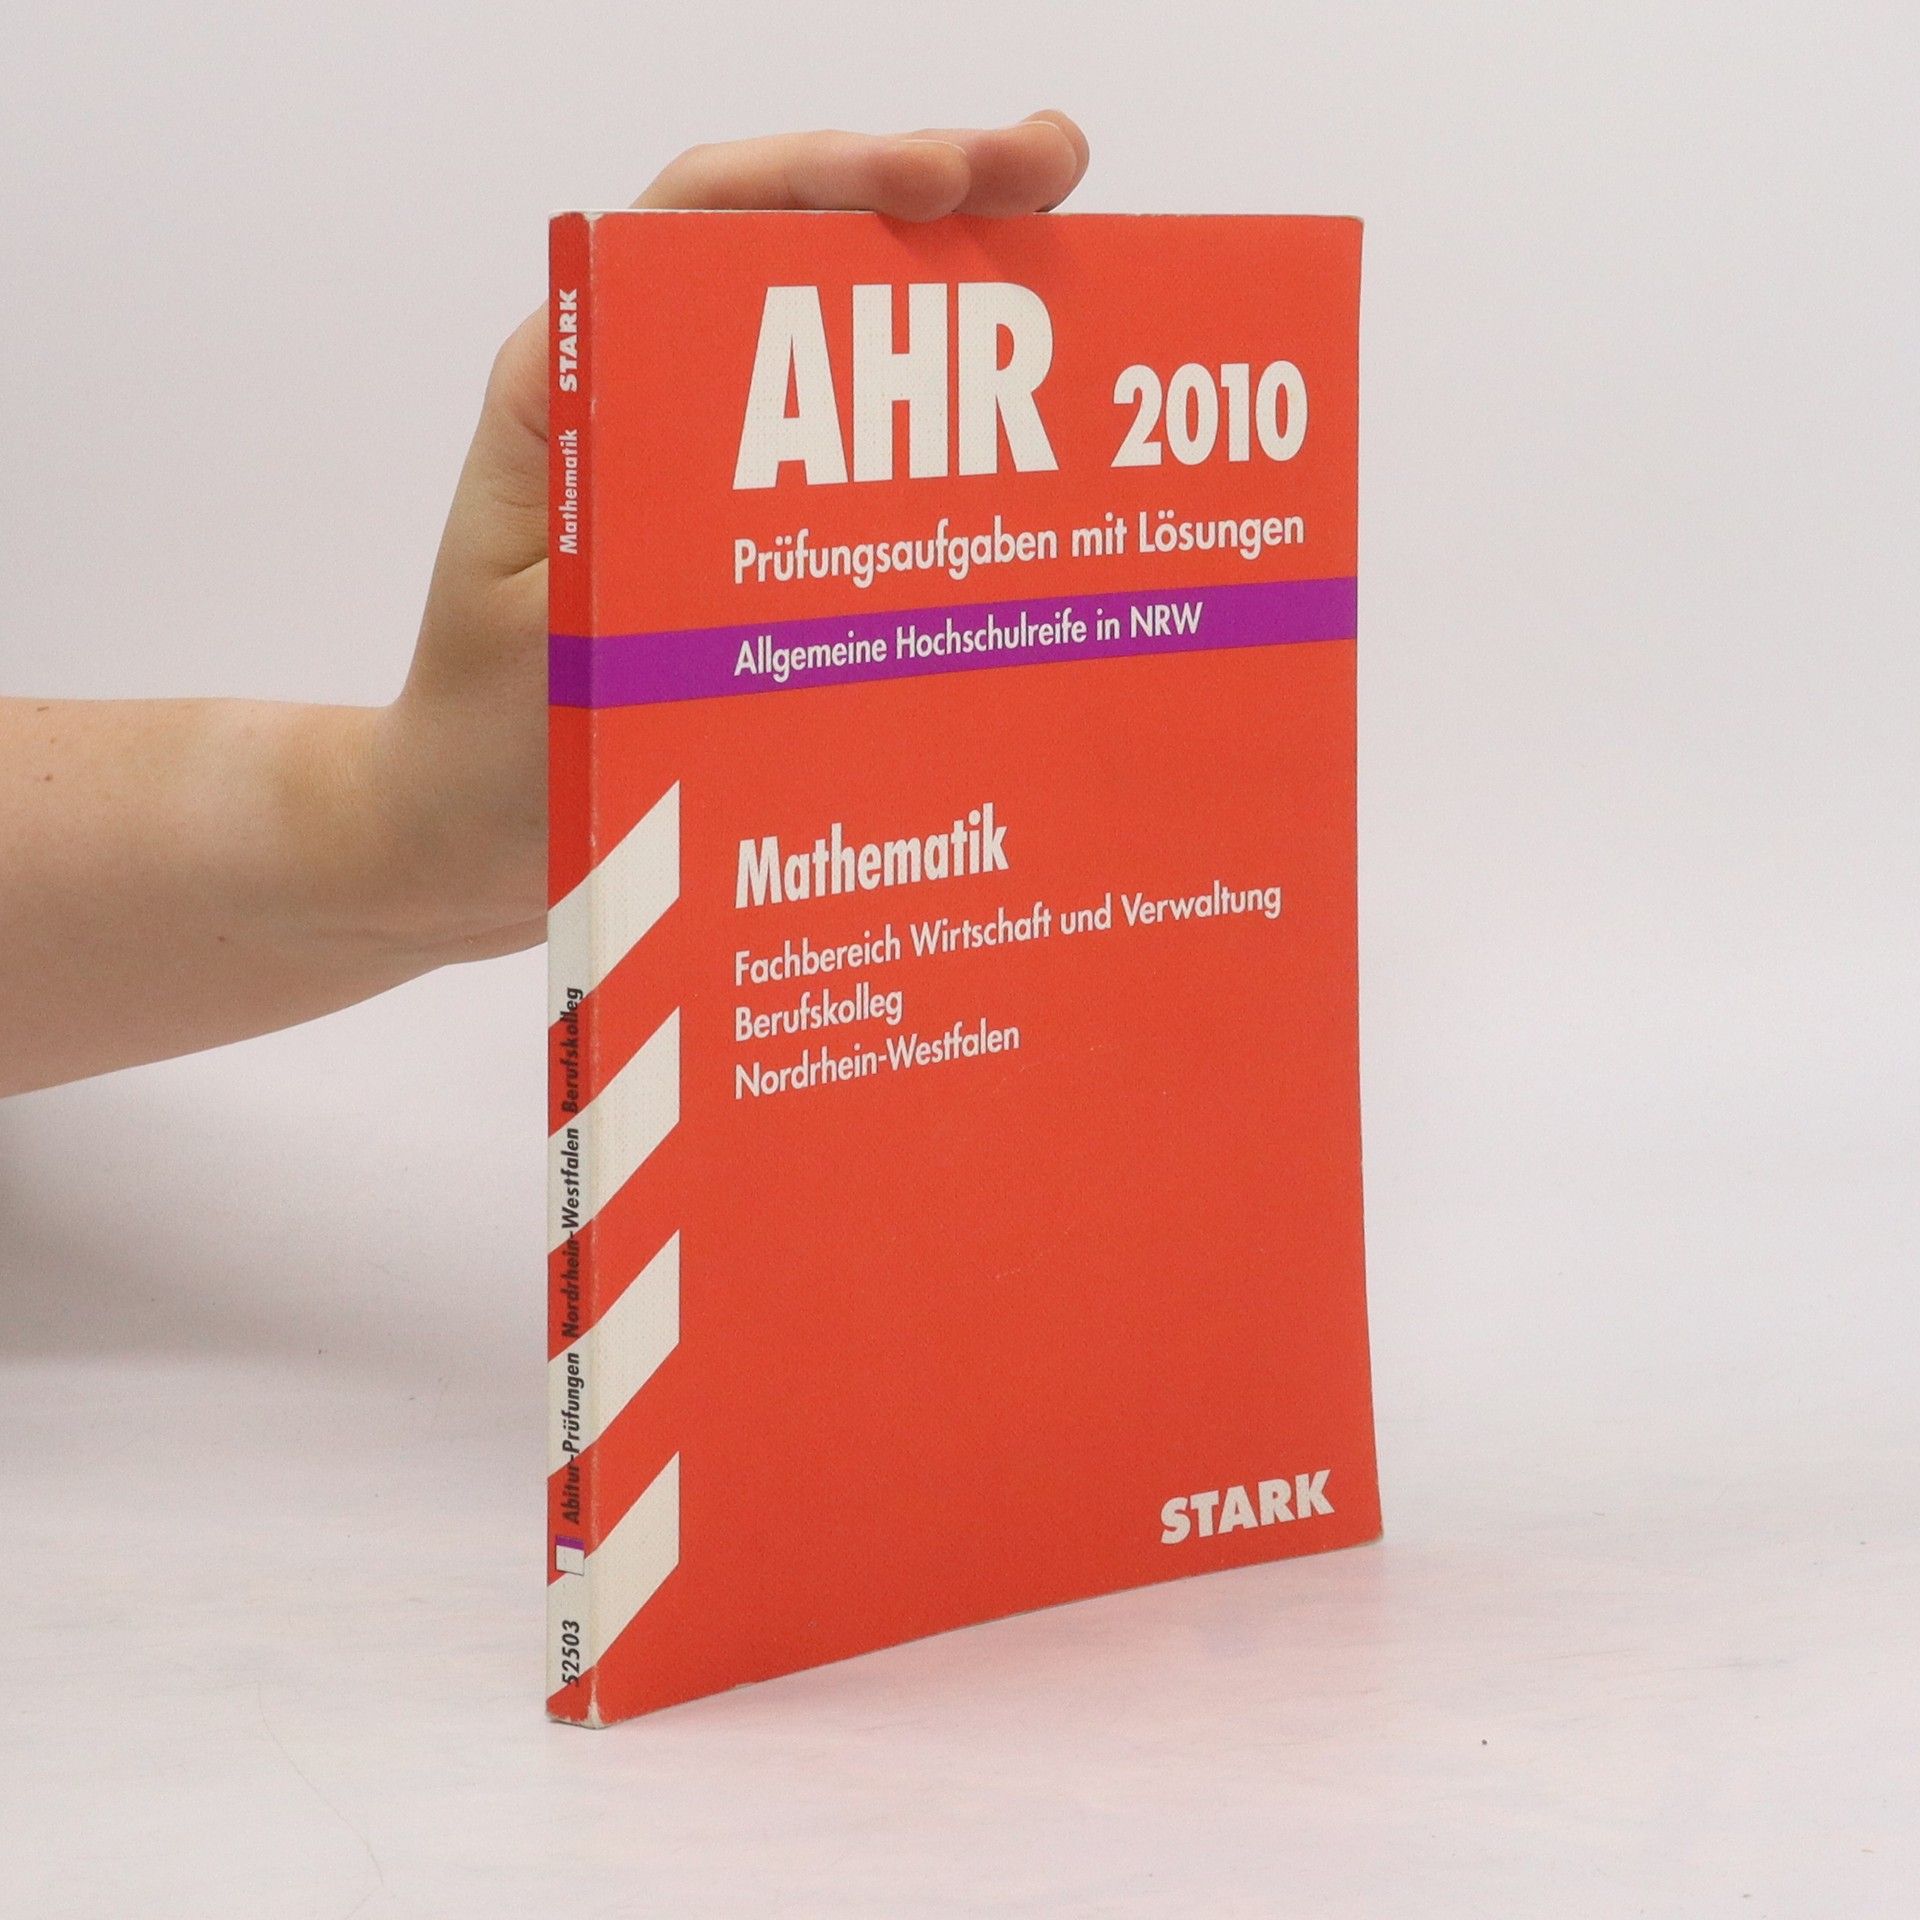 AHR 2010
Prüfungsaufgaben mit Lösungen
Allgemeine Hochschulreife in NRW
Mathematik
Fachbereich Wirtschaft und Verwaltung
Berufskolleg
Nordrhein-Westfalen
STARK
52503 Abitur-Prüfungen Nordrhein-Westfalen Berufskolleg Mathematik STARK